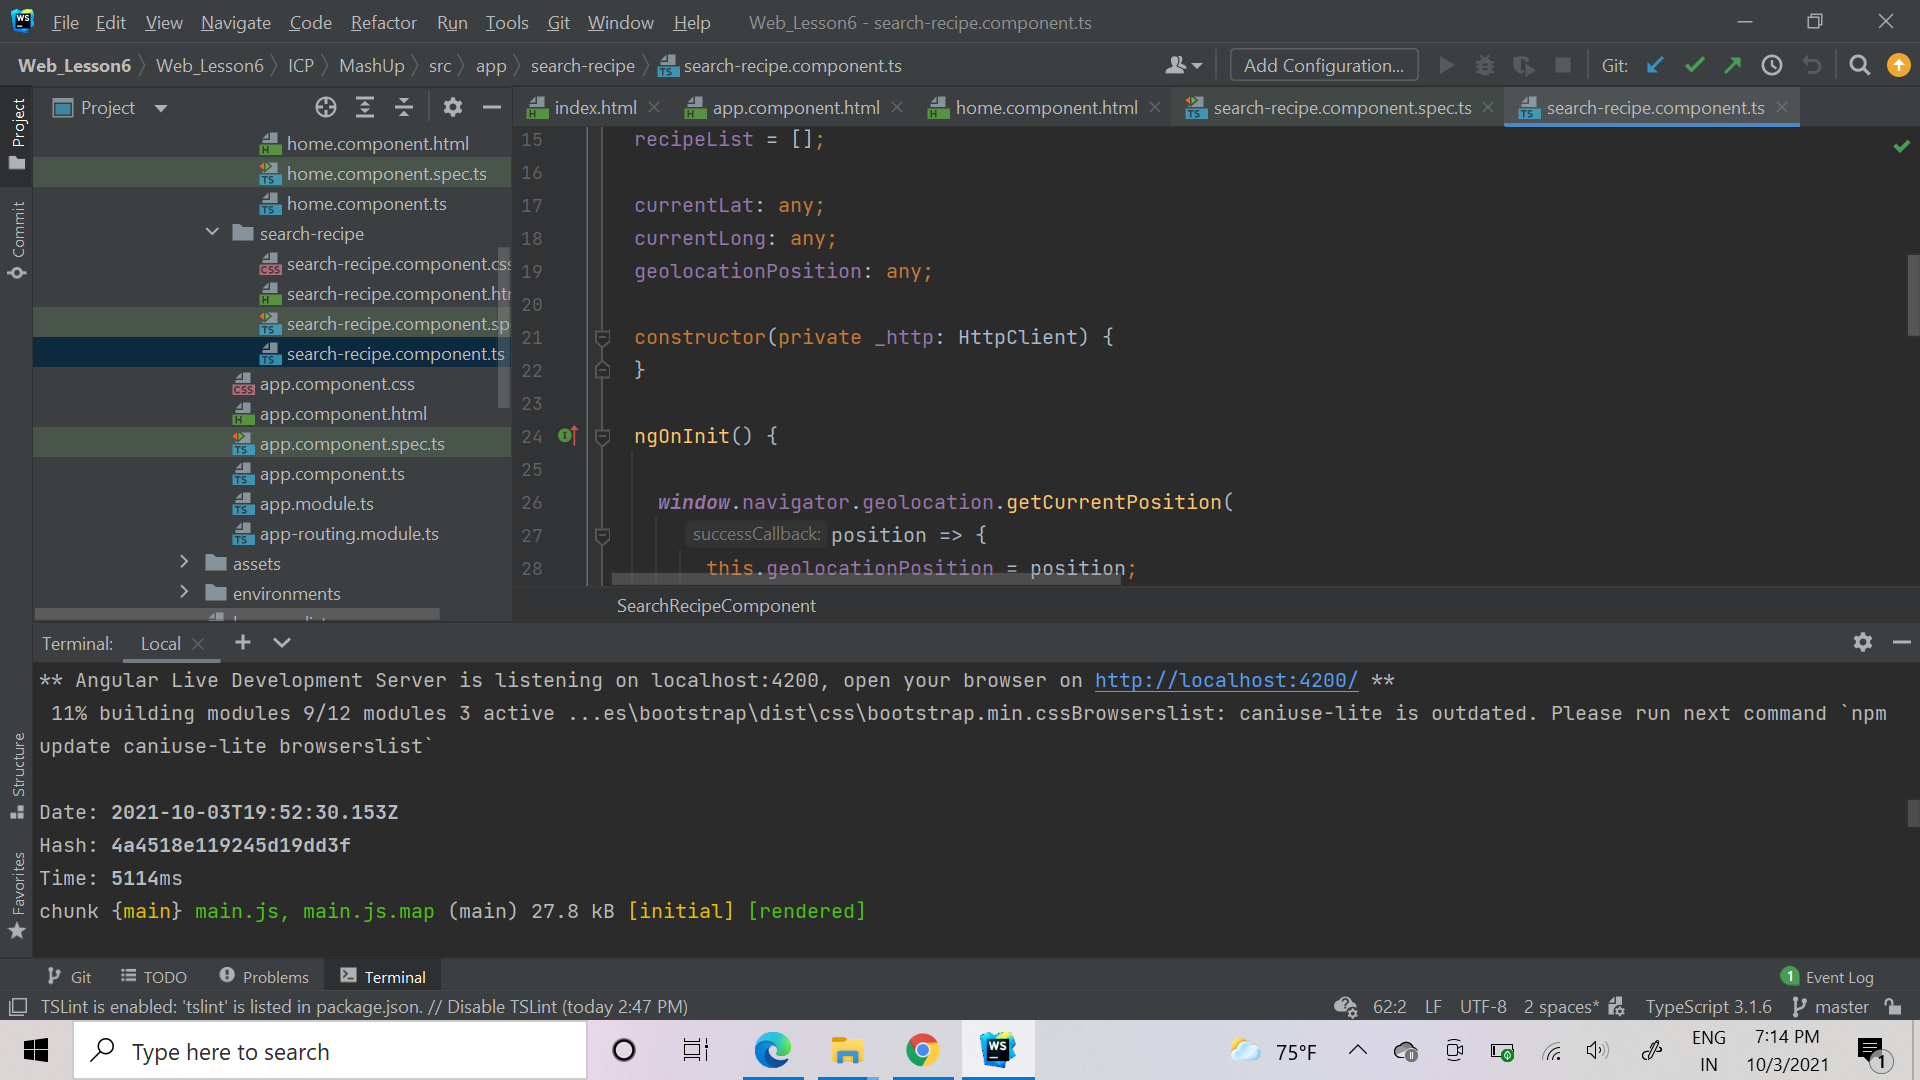 WS File Edit View Navigate Code Refactor Run Tools Git Window Help Web_Lesson6 - search-recipe.component.ts
Web_Lesson6 Web_Lesson6 ICP MashUp src app search-recipe search-recipe.component.ts Add Configuration... Git:
Project
index.html app.component.html home.component.html search-recipe.component.spec.ts search-recipe.component.ts
Project
Commit
Structure
Favorites
home.component.html
home.component.spec.ts
home.component.ts
search-recipe
search-recipe.component.css
search-recipe.component.ht
search-recipe.component.sp
search-recipe.component.ts
app.component.css
app.component.html
app.component.spec.ts
app.component.ts
app.module.ts
app-routing.module.ts
assets
environments
15 recipeList = [];
16
17 currentLat: any;
18 currentLong: any;
19 geolocationPosition: any;
20
21 constructor(private _http: HttpClient) {
22 }
23
24 ngOnInit() {
25
26 window.navigator.geolocation.getCurrentPosition(
27 successCallback: position => {
28 this.geolocationPosition = position;
SearchRecipeComponent
Terminal: Local
** Angular Live Development Server is listening on localhost:4200, open your browser on http://localhost:4200/ **
11% building modules 9/12 modules 3 active ...es\bootstrap\dist\css\bootstrap.min.cssBrowserslist: caniuse-lite is outdated. Please run next command `npm
update caniuse-lite browserslist`
Date: 2021-10-03T19:52:30.153Z
Hash: 4a4518e119245d19dd3f
Time: 5114ms
chunk {main} main.js, main.js.map (main) 27.8 kB [initial] [rendered]
Git TODO Problems Terminal 1 Event Log
TSLint is enabled: 'tslint' is listed in package.json. // Disable TSLint (today 2:47 PM) 62:2 LF UTF-8 2 spaces* TypeScript 3.1.6 master
Type here to search WS 75°F ENG 7:14 PM
IN 10/3/2021 1